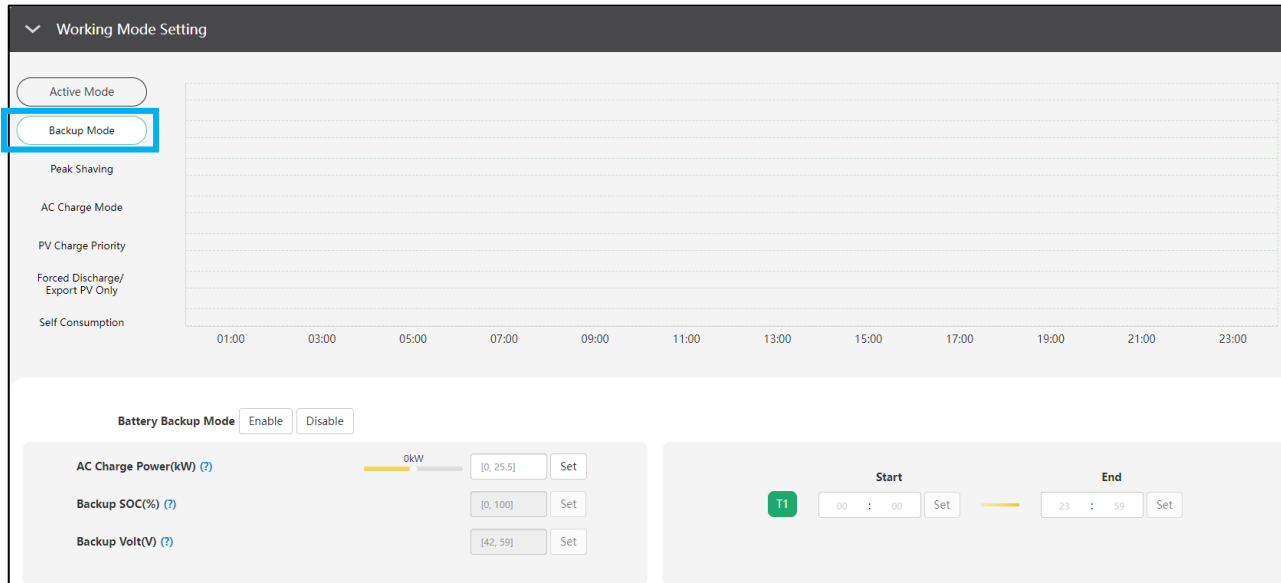 Working Mode Setting
Active Mode
Backup Mode
Peak Shaving
AC Charge Mode
PV Charge Priority
Forced Discharge/
Export PV Only
Self Consumption
01:00 03:00 05:00 07:00 09:00 11:00 13:00 15:00 17:00 19:00 21:00 23:00
Battery Backup Mode Enable Disable
AC Charge Power(kW) (?) 0kW [0, 25.5] Set
Backup SOC(%) (?) [0, 100] Set
Backup Volt(V) (?) [42, 59] Set
Start End
T1 00 : 00 Set 23 : 59 Set